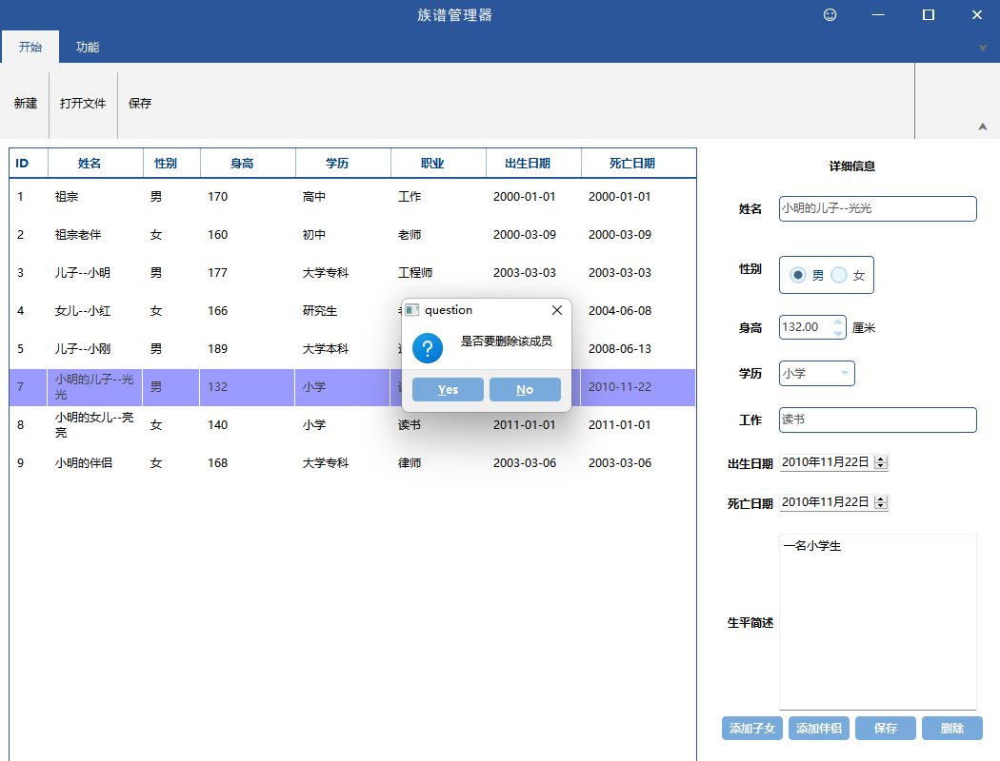 族谱管理器
开始 功能
新建 打开文件 保存
ID 姓名 性别 身高 学历 职业 出生日期 死亡日期
1 祖宗 男 170 高中 工作 2000-01-01 2000-01-01
2 祖宗老伴 女 160 初中 老师 2000-03-09 2000-03-09
3 儿子--小明 男 177 大学专科 工程师 2003-03-03 2003-03-03
4 女儿--小红 女 166 研究生 2004-06-08
5 儿子--小刚 男 189 大学本科 2008-06-13
7 小明的儿子--光光 男 132 小学 2010-11-22
8 小明的女儿--亮亮 女 140 小学 读书 2011-01-01 2011-01-01
9 小明的伴侣 女 168 大学专科 律师 2003-03-06 2003-03-06
question
是否要删除该成员
Yes No
详细信息
姓名 小明的儿子--光光
性别 男 女
身高 132.00 厘米
学历 小学
工作 读书
出生日期 2010年11月22日
死亡日期 2010年11月22日
生平简述 一名小学生
添加子女 添加伴侣 保存 删除